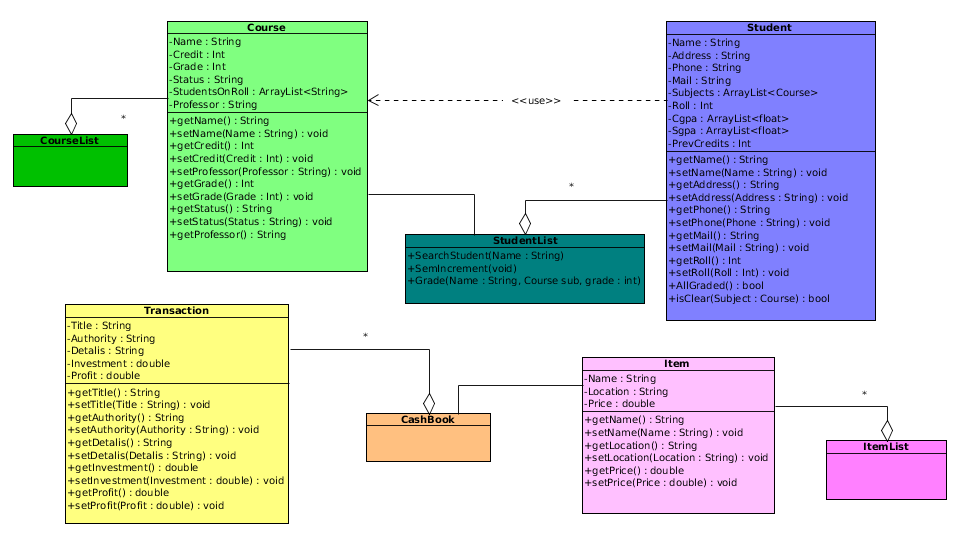 Course
-Name : String
-Credit : Int
-Grade : Int
-Status : String
-StudentsOnRoll : ArrayList<String>
-Professor : String
+getName() : String
+setName(Name : String) : void
+getCredit() : Int
+setCredit(Credit : Int) : void
+setProfessor(Professor : String) : void
+getGrade() : Int
+setGrade(Grade : Int) : void
+getStatus() : String
+setStatus(Status : String) : void
+getProfessor() : String
Student
-Name : String
-Address : String
-Phone : String
-Mail : String
-Subjects : ArrayList<Course>
-Roll : Int
-Cgpa : ArrayList<float>
-Sgpa : ArrayList<float>
-PrevCredits : Int
+getName() : String
+setName(Name : String) : void
+getAddress() : String
+setAddress(Address : String) : void
+getPhone() : String
+setPhone(Phone : String) : void
+getMail() : String
+setMail(Mail : String) : void
+getRoll() : Int
+setRoll(Roll : Int) : void
+AllGraded() : bool
+isClear(Subject : Course) : bool
<<use>>
*
CourseList
*
StudentList
+SearchStudent(Name : String)
+SemIncrement(void)
+Grade(Name : String, Course sub, grade : int)
Transaction
-Title : String
-Authority : String
-Detalis : String
-Investment : double
-Profit : double
+getTitle() : String
+setTitle(Title : String) : void
+getAuthority() : String
+setAuthority(Authority : String) : void
+getDetalis() : String
+setDetalis(Detalis : String) : void
+getInvestment() : double
+setInvestment(Investment : double) : void
+getProfit() : double
+setProfit(Profit : double) : void
*
CashBook
Item
-Name : String
-Location : String
-Price : double
+getName() : String
+setName(Name : String) : void
+getLocation() : String
+setLocation(Location : String) : void
+getPrice() : double
+setPrice(Price : double) : void
*
ItemList